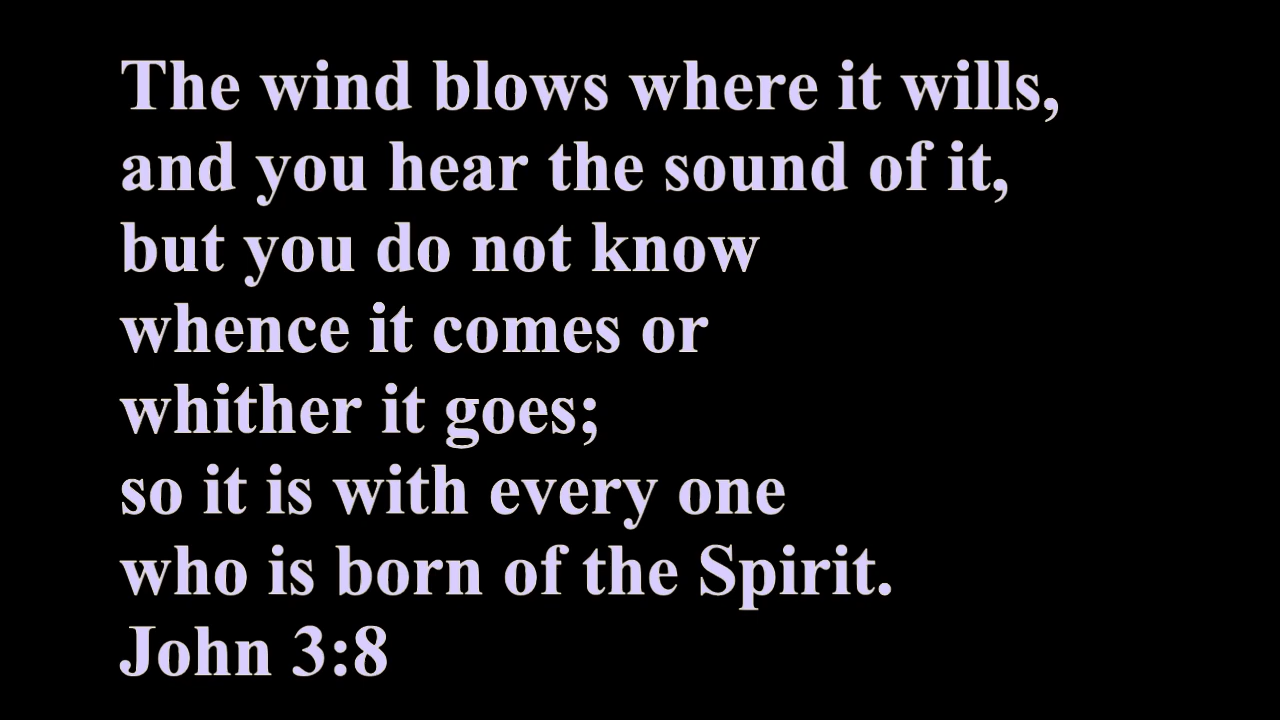 The wind blows where it wills,
and you hear the sound of it,
but you do not know
whence it comes or
whither it goes;
so it is with every one
who is born of the Spirit.
John 3:8